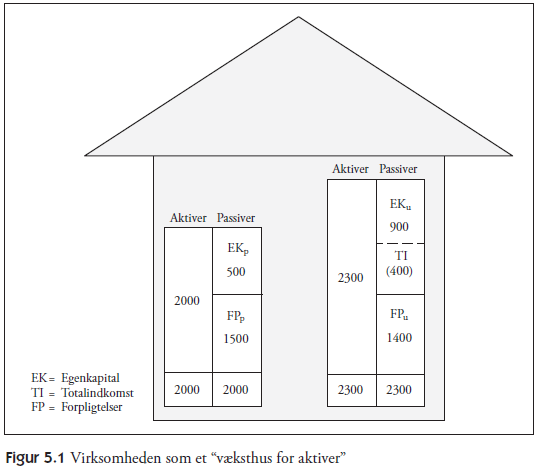 Aktiver Passiver
EKᵤ
900
TI
(400)
2300
FPᵤ
1400
2300 2300
Aktiver Passiver
EKₚ
500
2000
FPₚ
1500
2000 2000
EK = Egenkapital
TI = Totalindkomst
FP = Forpligtelser
Figur 5.1 Virksomheden som et “væksthus for aktiver”